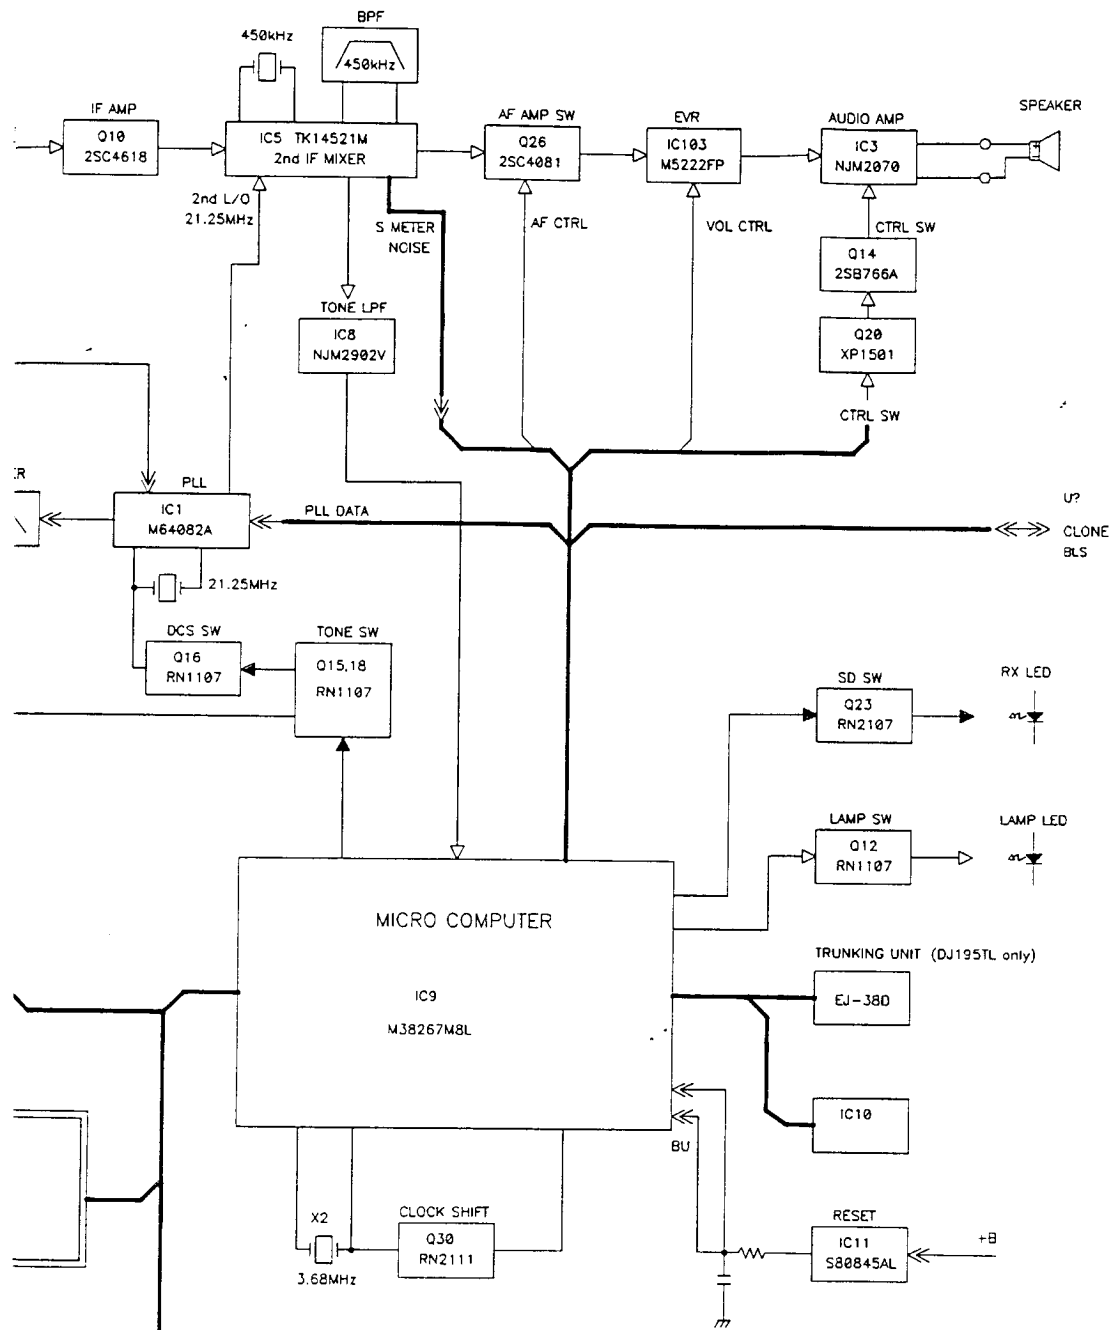 BPF
450kHz
450kHz
IF AMP
Q10
2SC4618
IC5 TK14521M
2nd IF MIXER
AF AMP SW
Q26
2SC4081
EVR
IC103
M5222FP
AUDIO AMP
IC3
NJM2070
SPEAKER
2nd L/O
21.25MHz
S METER
NOISE
AF CTRL
VOL CTRL
CTRL SW
Q14
2SB766A
TONE LPF
IC8
NJM2902V
Q20
XP1501
CTRL SW
ER
PLL
IC1
M64082A
PLL DATA
U?
CLONE
BLS
21.25MHz
DCS SW
Q16
RN1107
TONE SW
Q15,18
RN1107
SD SW
Q23
RN2107
RX LED
LAMP SW
Q12
RN1107
LAMP LED
MICRO COMPUTER
IC9
M38267M8L
TRUNKING UNIT (DJ195TL only)
EJ-38D
IC10
BU
X2
3.68MHz
CLOCK SHIFT
Q30
RN2111
RESET
IC11
S80845AL
+B